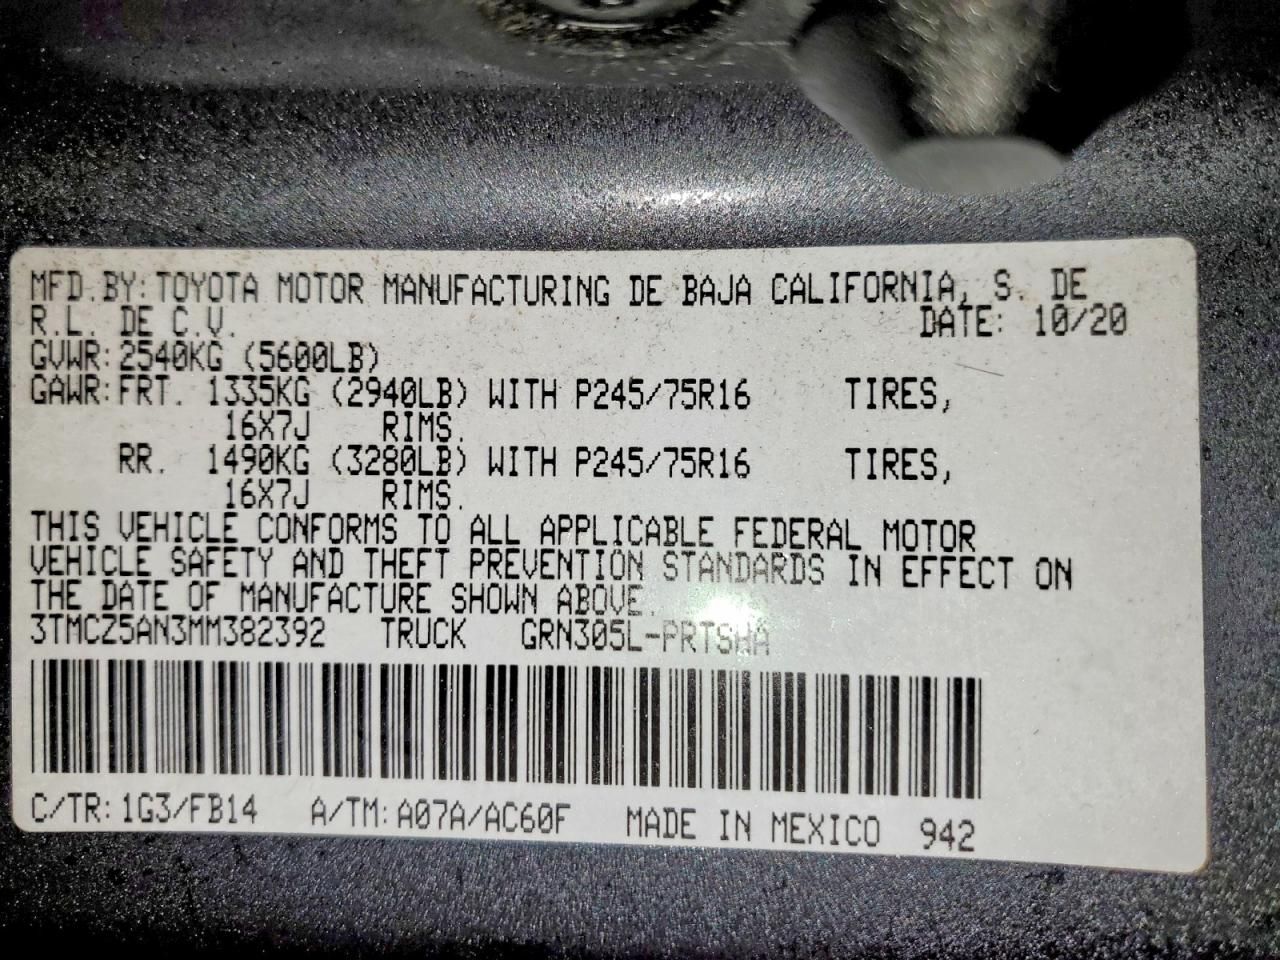 MFD.BY:TOYOTA MOTOR MANUFACTURING DE BAJA CALIFORNIA, S. DE
R.L. DE C.V. DATE: 10/20
GVWR:2540KG (5600LB)
GAWR:FRT. 1335KG (2940LB) WITH P245/75R16 TIRES,
16X7J RIMS.
RR. 1490KG (3280LB) WITH P245/75R16 TIRES,
16X7J RIMS.
THIS VEHICLE CONFORMS TO ALL APPLICABLE FEDERAL MOTOR
VEHICLE SAFETY AND THEFT PREVENTION STANDARDS IN EFFECT ON
THE DATE OF MANUFACTURE SHOWN ABOVE.
3TMCZ5AN3MM382392 TRUCK GRN305L-PRTSHA
C/TR:1G3/FB14 A/TM:A07A/AC60F MADE IN MEXICO 942